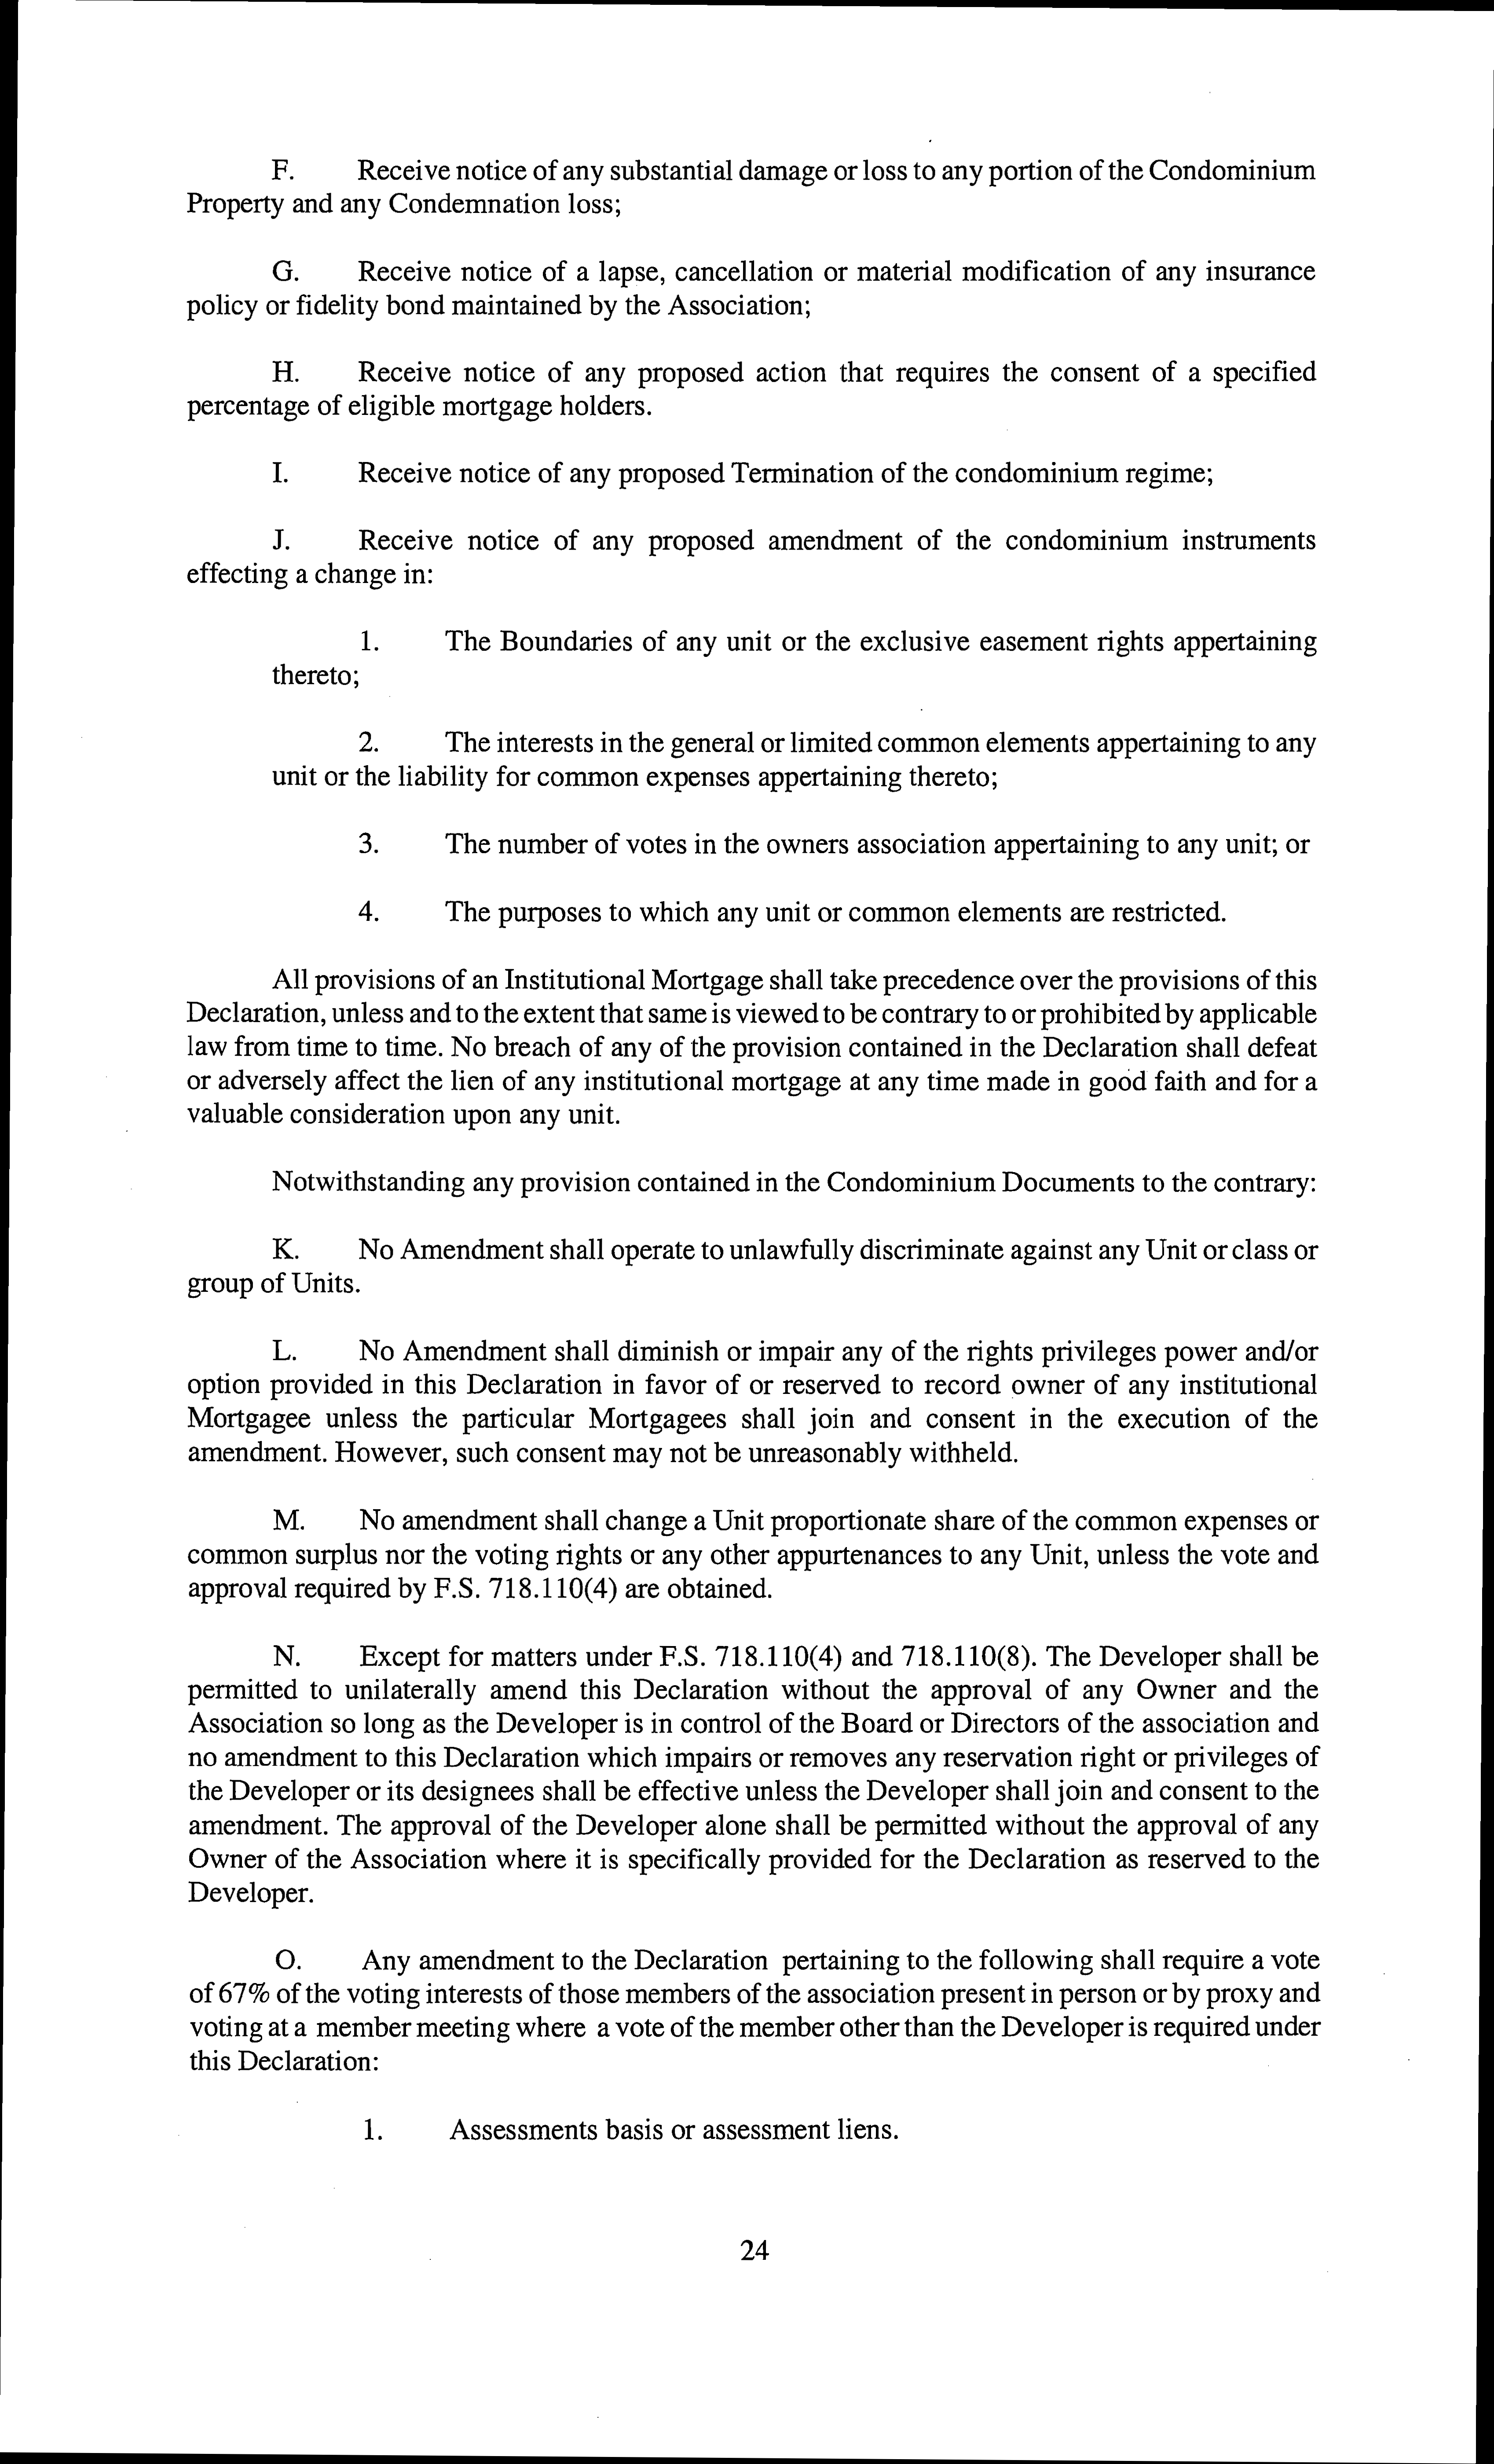 F. Receive notice of any substantial damage or loss to any portion of the Condominium
Property and any Condemnation loss;
G. Receive notice of a lapse, cancellation or material modification of any insurance
policy or fidelity bond maintained by the Association;
H. Receive notice of any proposed action that requires the consent of a specified
percentage of eligible mortgage holders.
I. Receive notice of any proposed Termination of the condominium regime;
J. Receive notice of any proposed amendment of the condominium instruments
effecting a change in:
1. The Boundaries of any unit or the exclusive easement rights appertaining
thereto;
2. The interests in the general or limited common elements appertaining to any
unit or the liability for common expenses appertaining thereto;
3. The number of votes in the owners association appertaining to any unit; or
4. The purposes to which any unit or common elements are restricted.
All provisions of an Institutional Mortgage shall take precedence over the provisions of this
Declaration, unless and to the extent that same is viewed to be contrary to or prohibited by applicable
law from time to time. No breach of any of the provision contained in the Declaration shall defeat
or adversely affect the lien of any institutional mortgage at any time made in good faith and for a
valuable consideration upon any unit.
Notwithstanding any provision contained in the Condominium Documents to the contrary:
K. No Amendment shall operate to unlawfully discriminate against any Unit or class or
group of Units.
L. No Amendment shall diminish or impair any of the rights privileges power and/or
option provided in this Declaration in favor of or reserved to record owner of any institutional
Mortgagee unless the particular Mortgagees shall join and consent in the execution of the
amendment. However, such consent may not be unreasonably withheld.
M. No amendment shall change a Unit proportionate share of the common expenses or
common surplus nor the voting rights or any other appurtenances to any Unit, unless the vote and
approval required by F.S. 718.110(4) are obtained.
N. Except for matters under F.S. 718.110(4) and 718.110(8). The Developer shall be
permitted to unilaterally amend this Declaration without the approval of any Owner and the
Association so long as the Developer is in control of the Board or Directors of the association and
no amendment to this Declaration which impairs or removes any reservation right or privileges of
the Developer or its designees shall be effective unless the Developer shall join and consent to the
amendment. The approval of the Developer alone shall be permitted without the approval of any
Owner of the Association where it is specifically provided for the Declaration as reserved to the
Developer.
O. Any amendment to the Declaration pertaining to the following shall require a vote
of 67% of the voting interests of those members of the association present in person or by proxy and
voting at a member meeting where a vote of the member other than the Developer is required under
this Declaration:
1. Assessments basis or assessment liens.
24